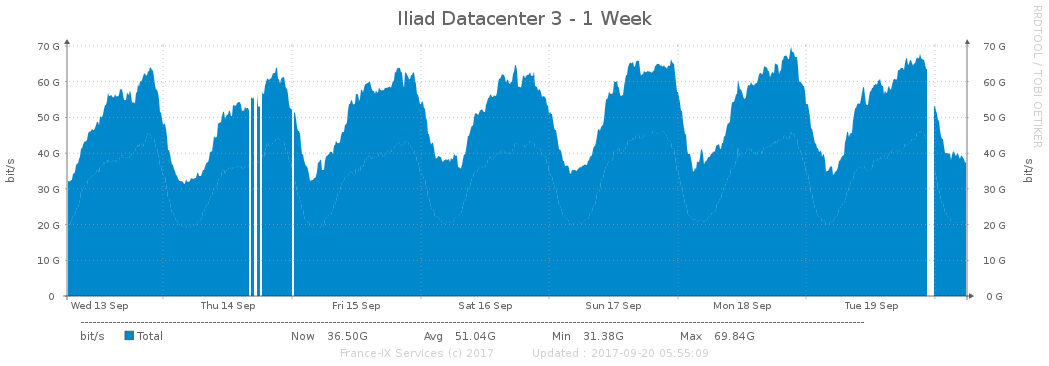 Iliad Datacenter 3 - 1 Week
RRDTOOL / TOBI OETIKER
70 G 70 G
60 G 60 G
50 G 50 G
40 G 40 G
30 G 30 G
20 G 20 G
10 G 10 G
0 0 G
bit/s bit/s
Wed 13 Sep Thu 14 Sep Fri 15 Sep Sat 16 Sep Sun 17 Sep Mon 18 Sep Tue 19 Sep
bit/s Total Now 36.50G Avg 51.04G Min 31.38G Max 69.84G
France-IX Services (c) 2017 Updated : 2017-09-20 05:55:09